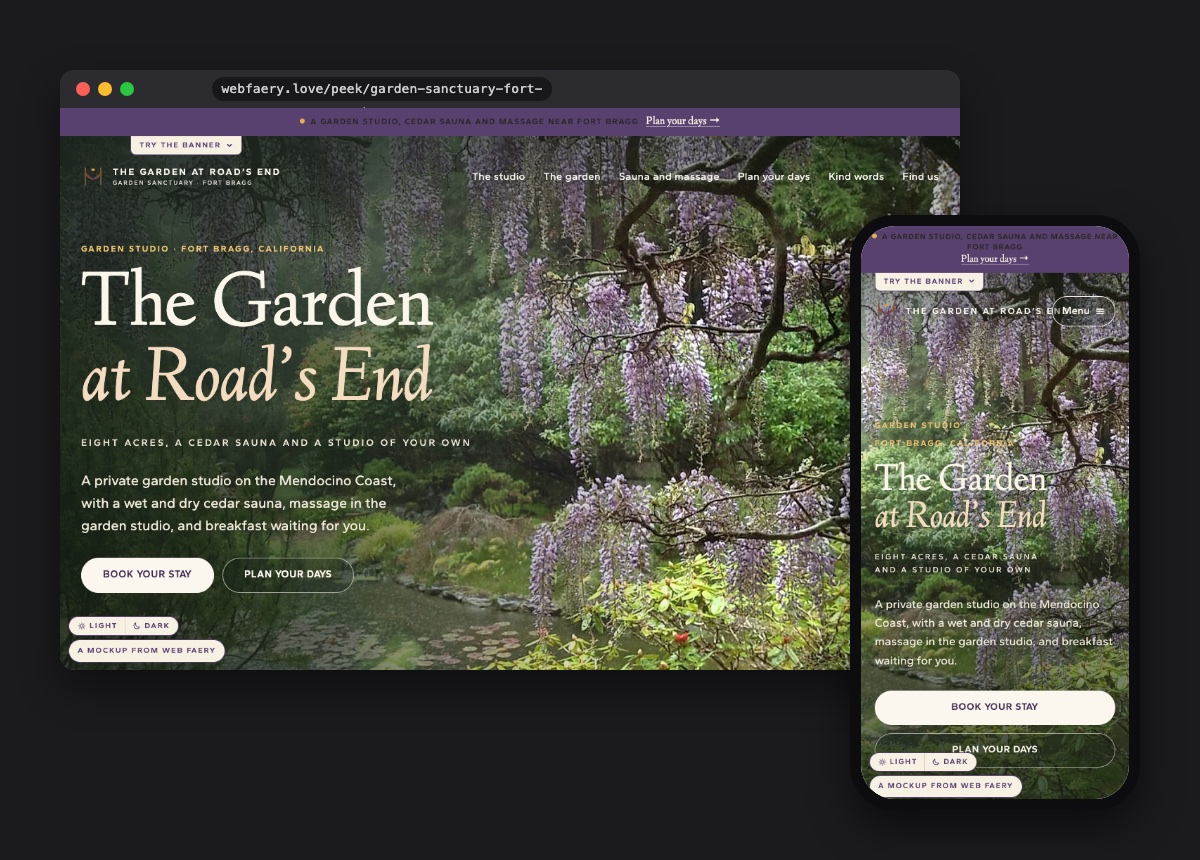 webfaery.love/peek/garden-sanctuary-fort-
A GARDEN STUDIO, CEDAR SAUNA AND MASSAGE NEAR FORT BRAGG Plan your days →
TRY THE BANNER
THE GARDEN AT ROAD'S END
GARDEN SANCTUARY · FORT BRAGG
The studio The garden Sauna and massage Plan your days Kind words Find us
GARDEN STUDIO · FORT BRAGG, CALIFORNIA
The Garden
at Road's End
EIGHT ACRES, A CEDAR SAUNA AND A STUDIO OF YOUR OWN
A private garden studio on the Mendocino Coast,
with a wet and dry cedar sauna, massage in the
garden studio, and breakfast waiting for you.
BOOK YOUR STAY PLAN YOUR DAYS
LIGHT DARK
A MOCKUP FROM WEB FAERY
A GARDEN STUDIO, CEDAR SAUNA AND MASSAGE NEAR
FORT BRAGG
Plan your days →
TRY THE BANNER
THE GARDEN AT ROAD'S EN Menu
GARDEN STUDIO
FORT BRAGG, CALIFORNIA
The Garden
at Road's End
EIGHT ACRES, A CEDAR SAUNA
AND A STUDIO OF YOUR OWN
A private garden studio on the Mendocino
Coast, with a wet and dry cedar sauna,
massage in the garden studio, and breakfast
waiting for you.
BOOK YOUR STAY
PLAN YOUR DAYS
LIGHT DARK
A MOCKUP FROM WEB FAERY